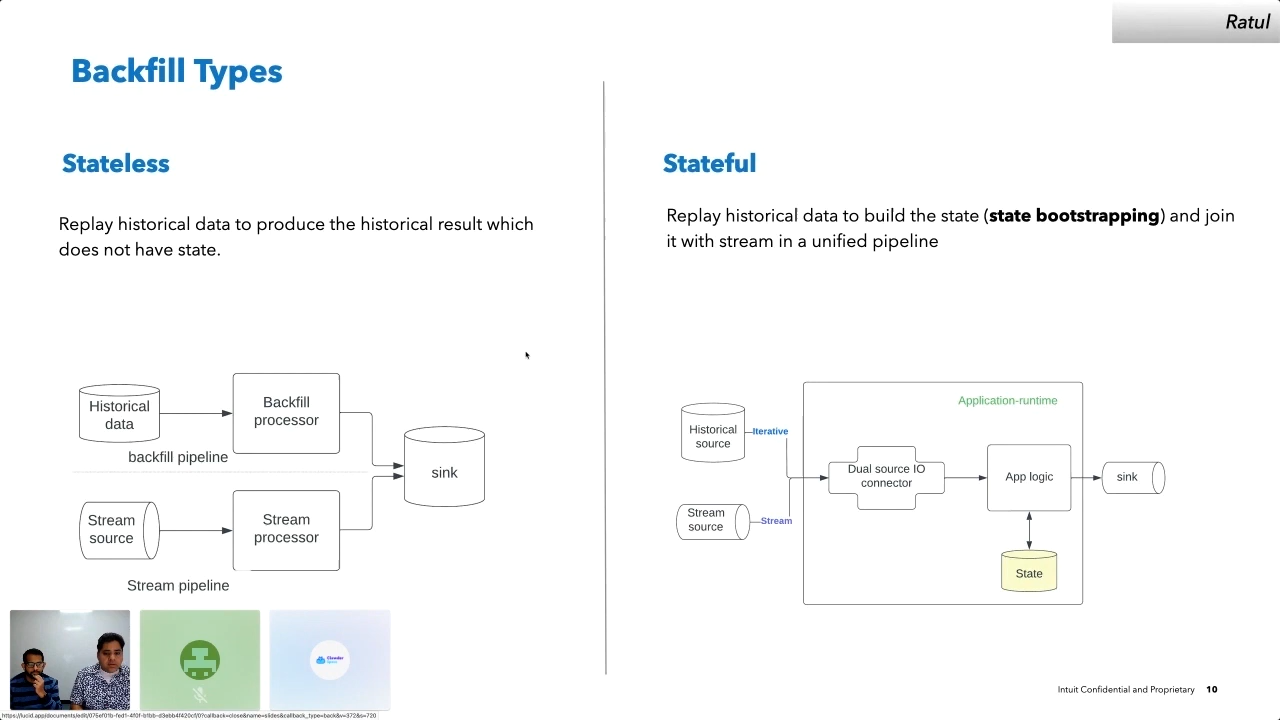 Ratul
Backfill Types
Stateless
Replay historical data to produce the historical result which
does not have state.
Historical
data
Backfill
processor
backfill pipeline
sink
Stream
source
Stream
processor
Stream pipeline
Stateful
Replay historical data to build the state (state bootstrapping) and join
it with stream in a unified pipeline
Application-runtime
Historical
source
Iterative
Stream
source
Stream
Dual source IO
connector
App logic
sink
State
Intuit Confidential and Proprietary 10